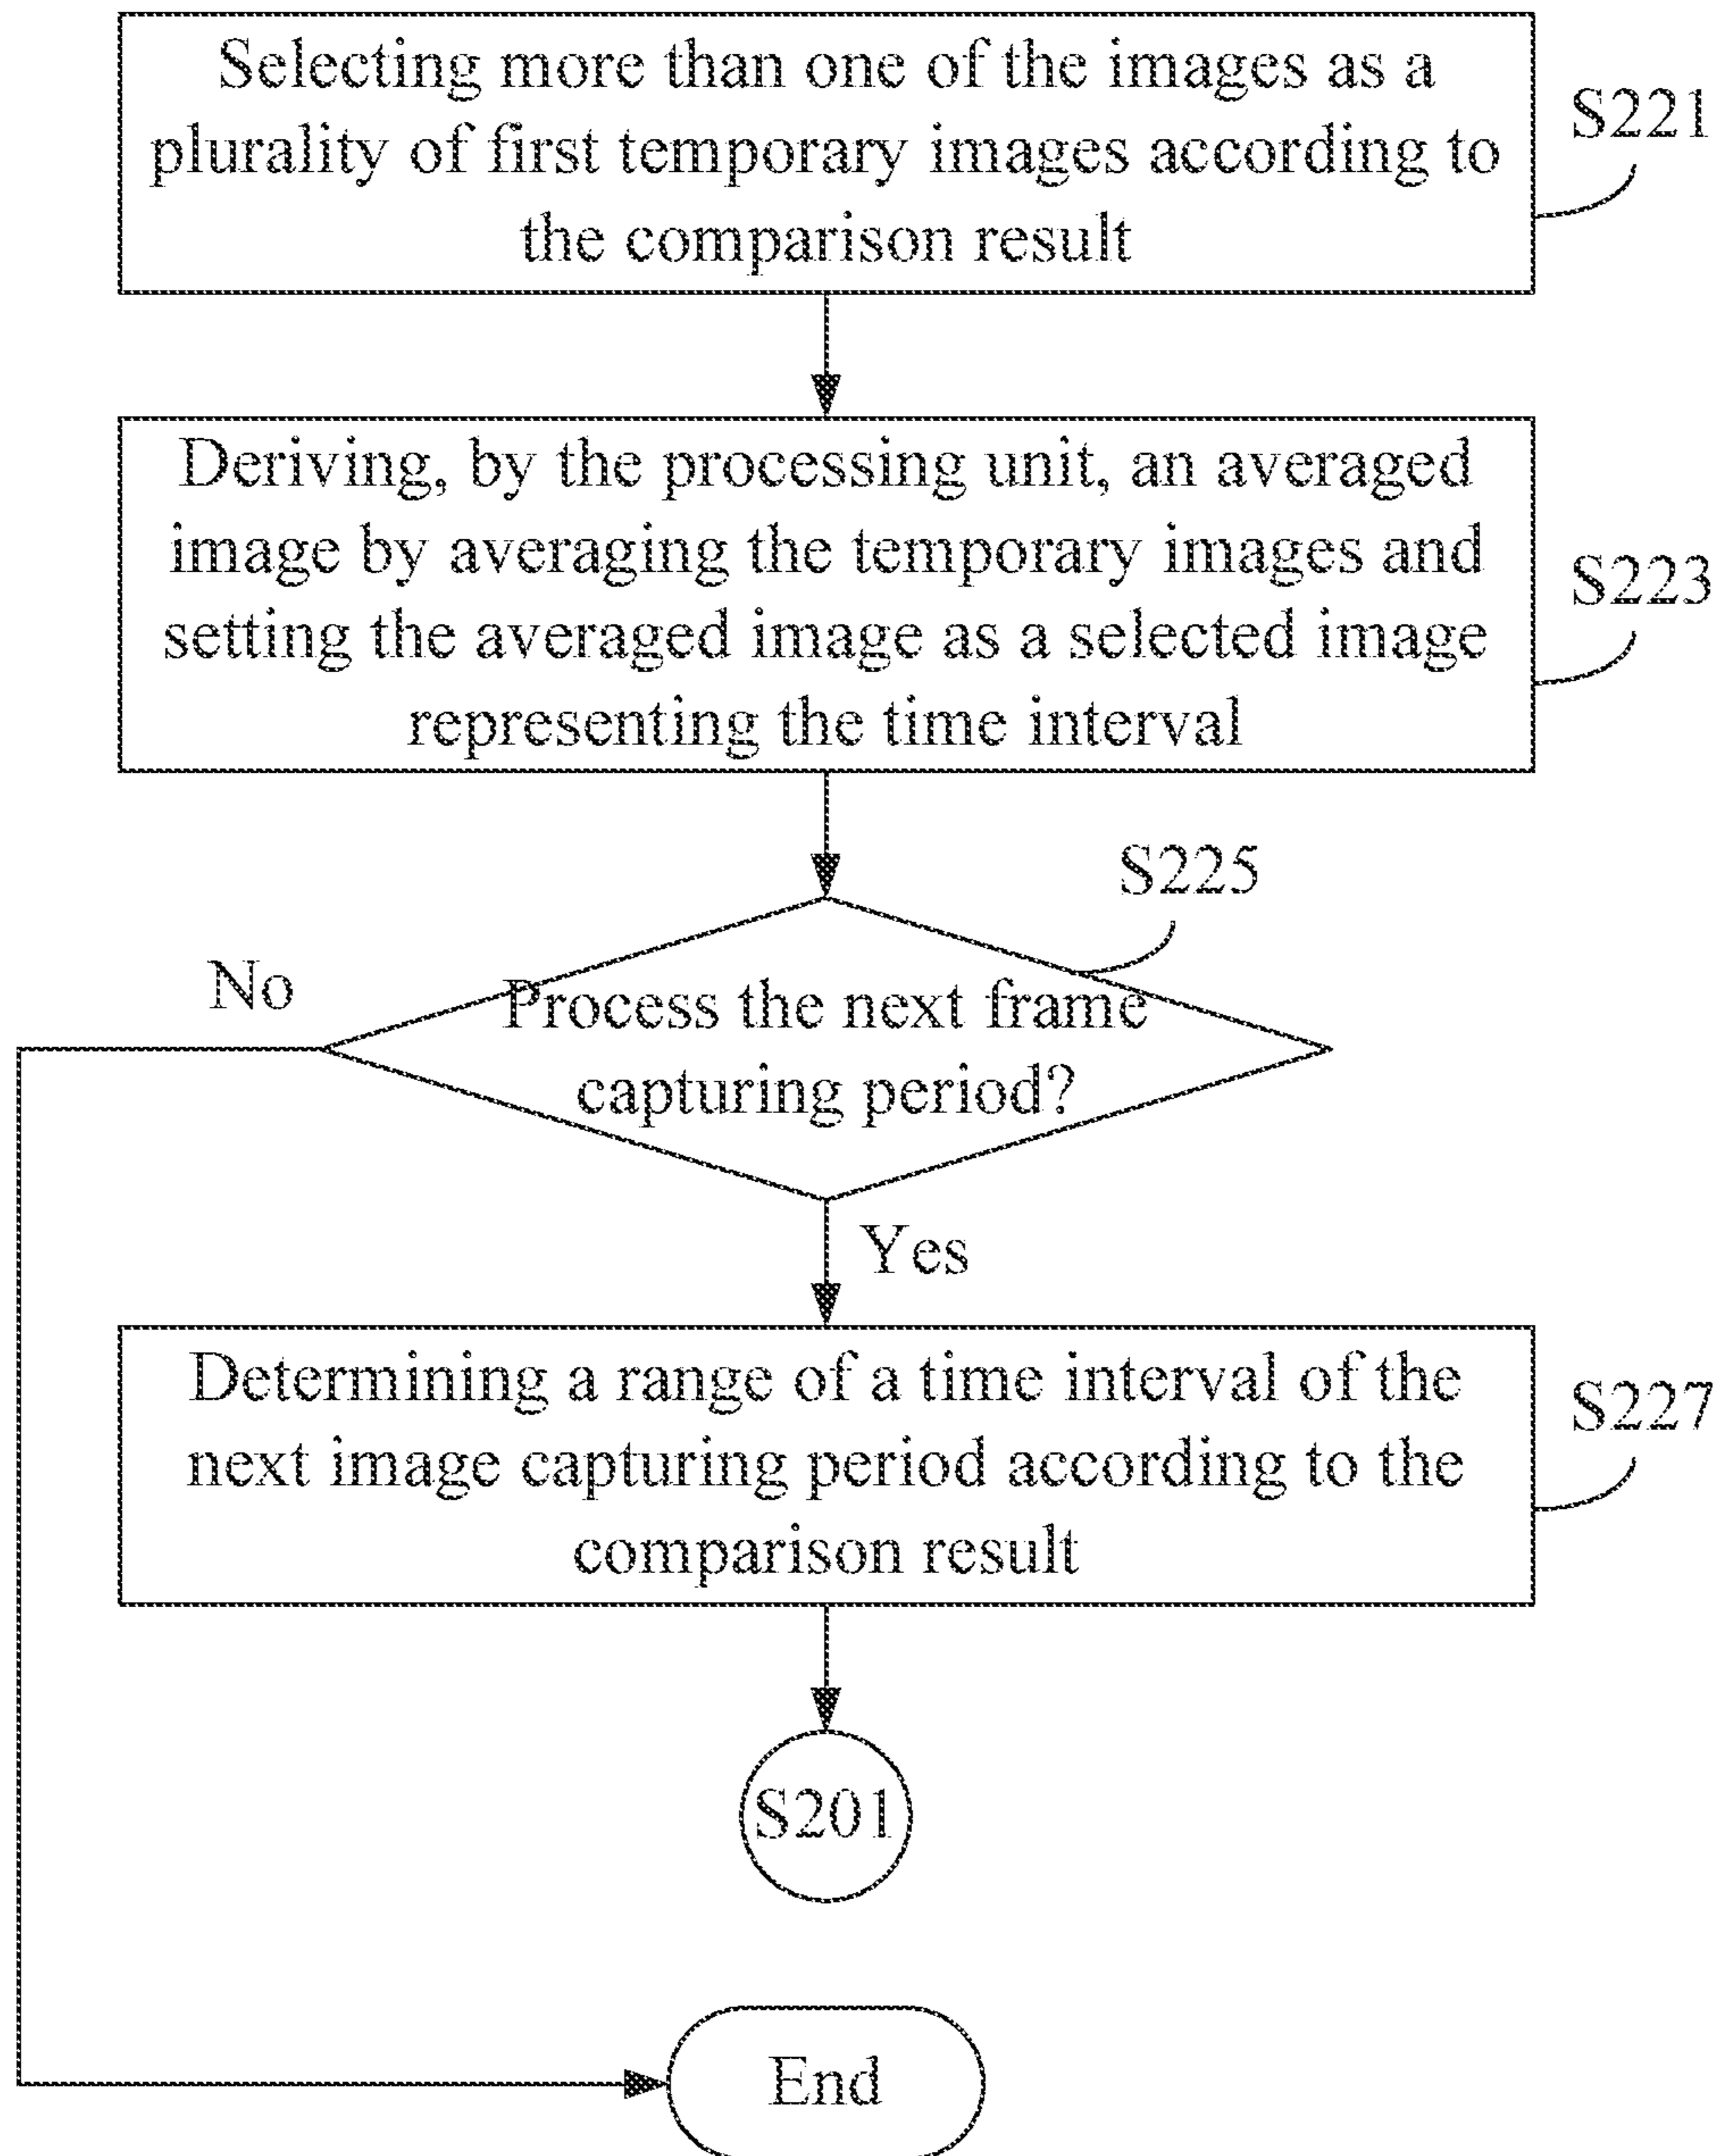 Selecting more than one of the images as a
plurality of first temporary images according to
the comparison result
S221
Deriving, by the processing unit, an averaged
image by averaging the temporary images and
setting the averaged image as a selected image
representing the time interval
S223
S225
No
Process the next frame
capturing period?
Yes
Determining a range of a time interval of the
next image capturing period according to the
comparison result
S227
S201
End